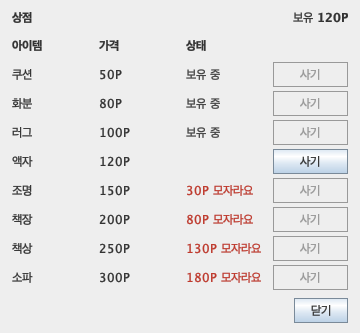 상점 보유 120P
아이템 가격 상태
쿠션 50P 보유 중 사기
화분 80P 보유 중 사기
러그 100P 보유 중 사기
액자 120P 사기
조명 150P 30P 모자라요 사기
책장 200P 80P 모자라요 사기
책상 250P 130P 모자라요 사기
소파 300P 180P 모자라요 사기
닫기